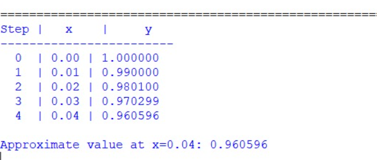 ============================================================
Step |   x    |     y
-------------------------
  0  | 0.00 | 1.000000
  1  | 0.01 | 0.990000
  2  | 0.02 | 0.980100
  3  | 0.03 | 0.970299
  4  | 0.04 | 0.960596
Approximate value at x=0.04: 0.960596